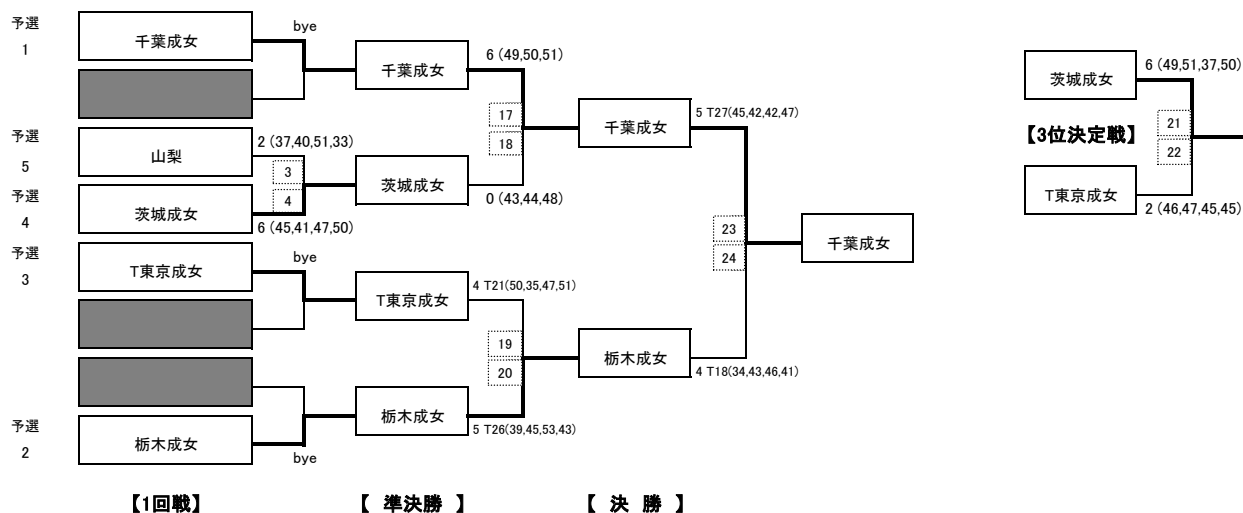 予選
1
千葉成女
bye
千葉成女
6 (49,50,51)
17
18
千葉成女
5 T27(45,42,42,47)
予選
5
山梨
2 (37,40,51,33)
3
4
茨城成女
0 (43,44,48)
予選
4
茨城成女
6 (45,41,47,50)
23
24
千葉成女
予選
3
T東京成女
bye
T東京成女
4 T21(50,35,47,51)
19
20
栃木成女
4 T18(34,43,46,41)
栃木成女
5 T26(39,45,53,43)
予選
2
栃木成女
bye
【1回戦】
【 準決勝 】
【 決 勝 】
茨城成女
6 (49,51,37,50)
【3位決定戦】
21
22
T東京成女
2 (46,47,45,45)